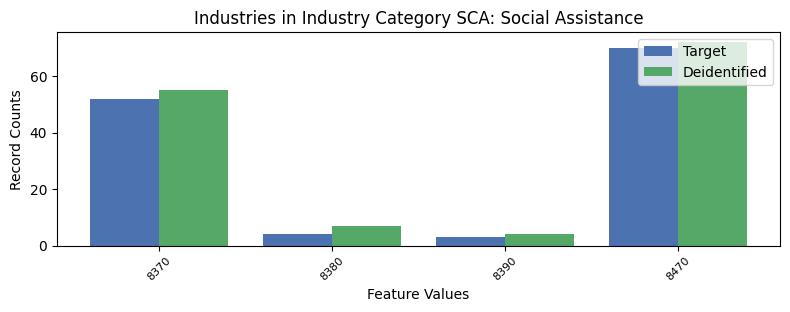 Industries in Industry Category SCA: Social Assistance
Target
Deidentified
Record Counts
60
40
20
0
8370
8380
8390
8470
Feature Values